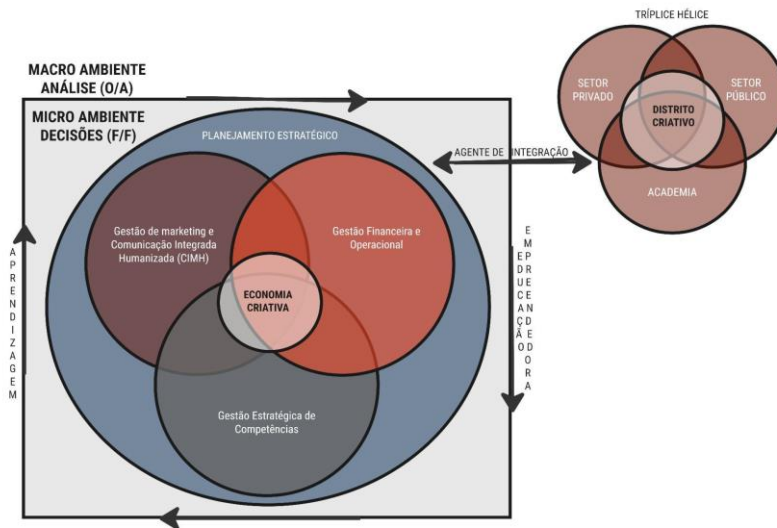 TRÍPLICE HÉLICE
SETOR
PRIVADO
SETOR
PÚBLICO
DISTRITO
CRIATIVO
ACADEMIA
MACRO AMBIENTE
ANÁLISE (O/A)
MICRO AMBIENTE
DECISÕES (F/F)
PLANEJAMENTO ESTRATÉGICO
AGENTE DE INTEGRAÇÃO
Gestão de marketing e
Comunicação Integrada
Humanizada (CIMH)
Gestão Financeira e
Operacional
ECONOMIA
CRIATIVA
Gestão Estratégica de
Competências
APRENDIZAGEM
EDUCAÇÃO
EMPREENDEDORA